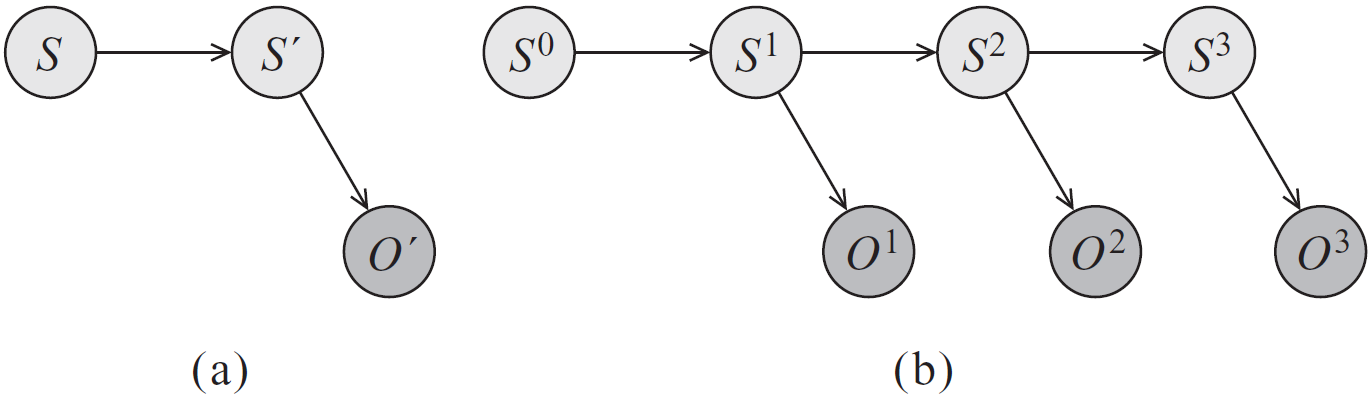 S S′ S⁰ S¹ S² S³
O′ O¹ O² O³
(a) (b)